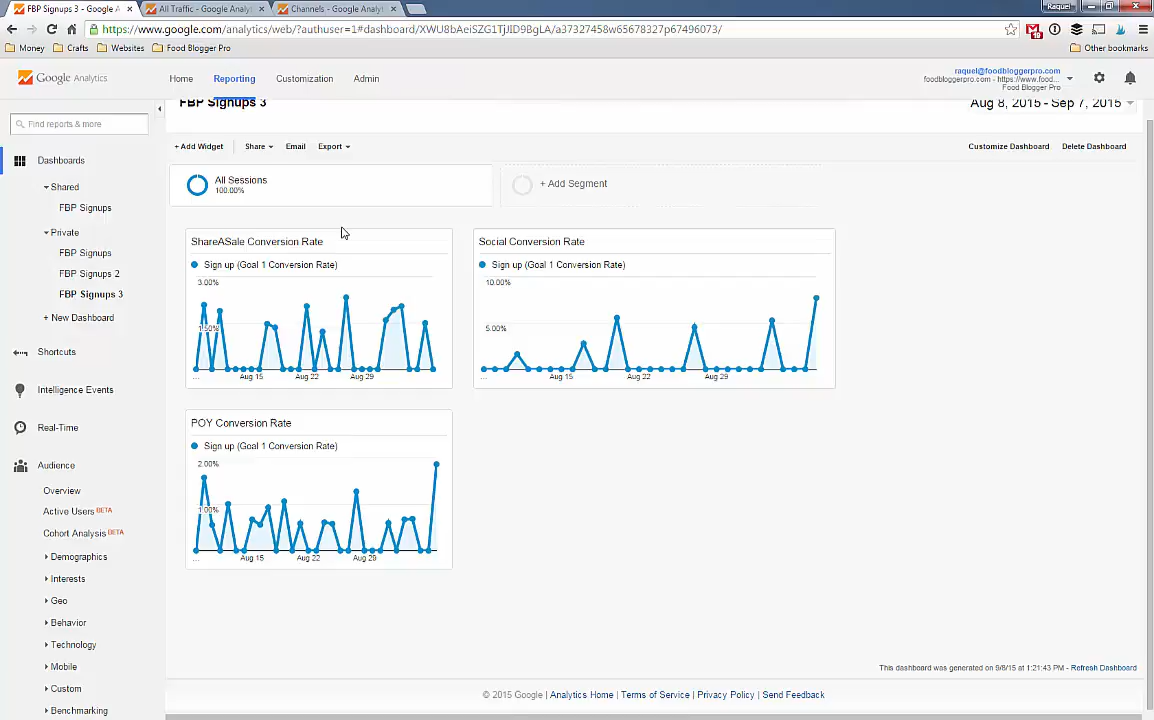 FBP Signups 3 - Google A
All Traffic - Google Analy
Channels - Google Analyt
Raquel
https://www.google.com/analytics/web/?authuser=1#dashboard/XWU8bAeiSZG1TjJID9BgLA/a37327458w65678327p67496073/
Money
Crafts
Websites
Food Blogger Pro
Other bookmarks
Google Analytics
Home
Reporting
Customization
Admin
raquel@foodbloggerpro.com
foodbloggerpro.com - https://www.food...
Food Blogger Pro
FBP Signups 3
Aug 8, 2015 - Sep 7, 2015
Find reports & more
+ Add Widget
Share
Email
Export
Customize Dashboard
Delete Dashboard
Dashboards
Shared
FBP Signups
Private
FBP Signups
FBP Signups 2
FBP Signups 3
+ New Dashboard
Shortcuts
Intelligence Events
Real-Time
Audience
Overview
Active Users BETA
Cohort Analysis BETA
Demographics
Interests
Geo
Behavior
Technology
Mobile
Custom
Benchmarking
All Sessions
100.00%
+ Add Segment
ShareASale Conversion Rate
Sign up (Goal 1 Conversion Rate)
3.00%
1.50%
...
Aug 15
Aug 22
Aug 29
Social Conversion Rate
Sign up (Goal 1 Conversion Rate)
10.00%
5.00%
...
Aug 15
Aug 22
Aug 29
POY Conversion Rate
Sign up (Goal 1 Conversion Rate)
2.00%
1.00%
...
Aug 15
Aug 22
Aug 29
This dashboard was generated on 9/8/15 at 1:21:43 PM - Refresh Dashboard
© 2015 Google | Analytics Home | Terms of Service | Privacy Policy | Send Feedback